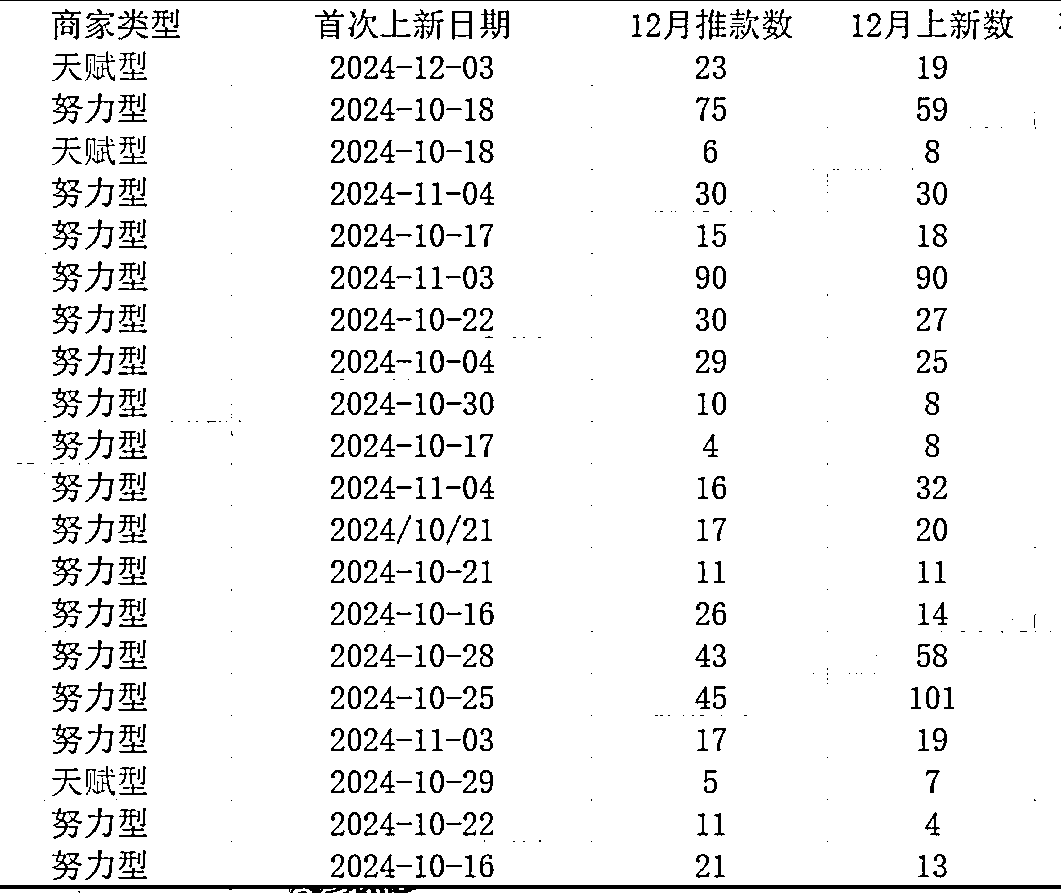 商家类型 首次上新日期 12月推款数 12月上新数
天赋型 2024-12-03 23 19
努力型 2024-10-18 75 59
天赋型 2024-10-18 6 8
努力型 2024-11-04 30 30
努力型 2024-10-17 15 18
努力型 2024-11-03 90 90
努力型 2024-10-22 30 27
努力型 2024-10-04 29 25
努力型 2024-10-30 10 8
努力型 2024-10-17 4 8
努力型 2024-11-04 16 32
努力型 2024/10/21 17 20
努力型 2024-10-21 11 11
努力型 2024-10-16 26 14
努力型 2024-10-28 43 58
努力型 2024-10-25 45 101
努力型 2024-11-03 17 19
天赋型 2024-10-29 5 7
努力型 2024-10-22 11 4
努力型 2024-10-16 21 13